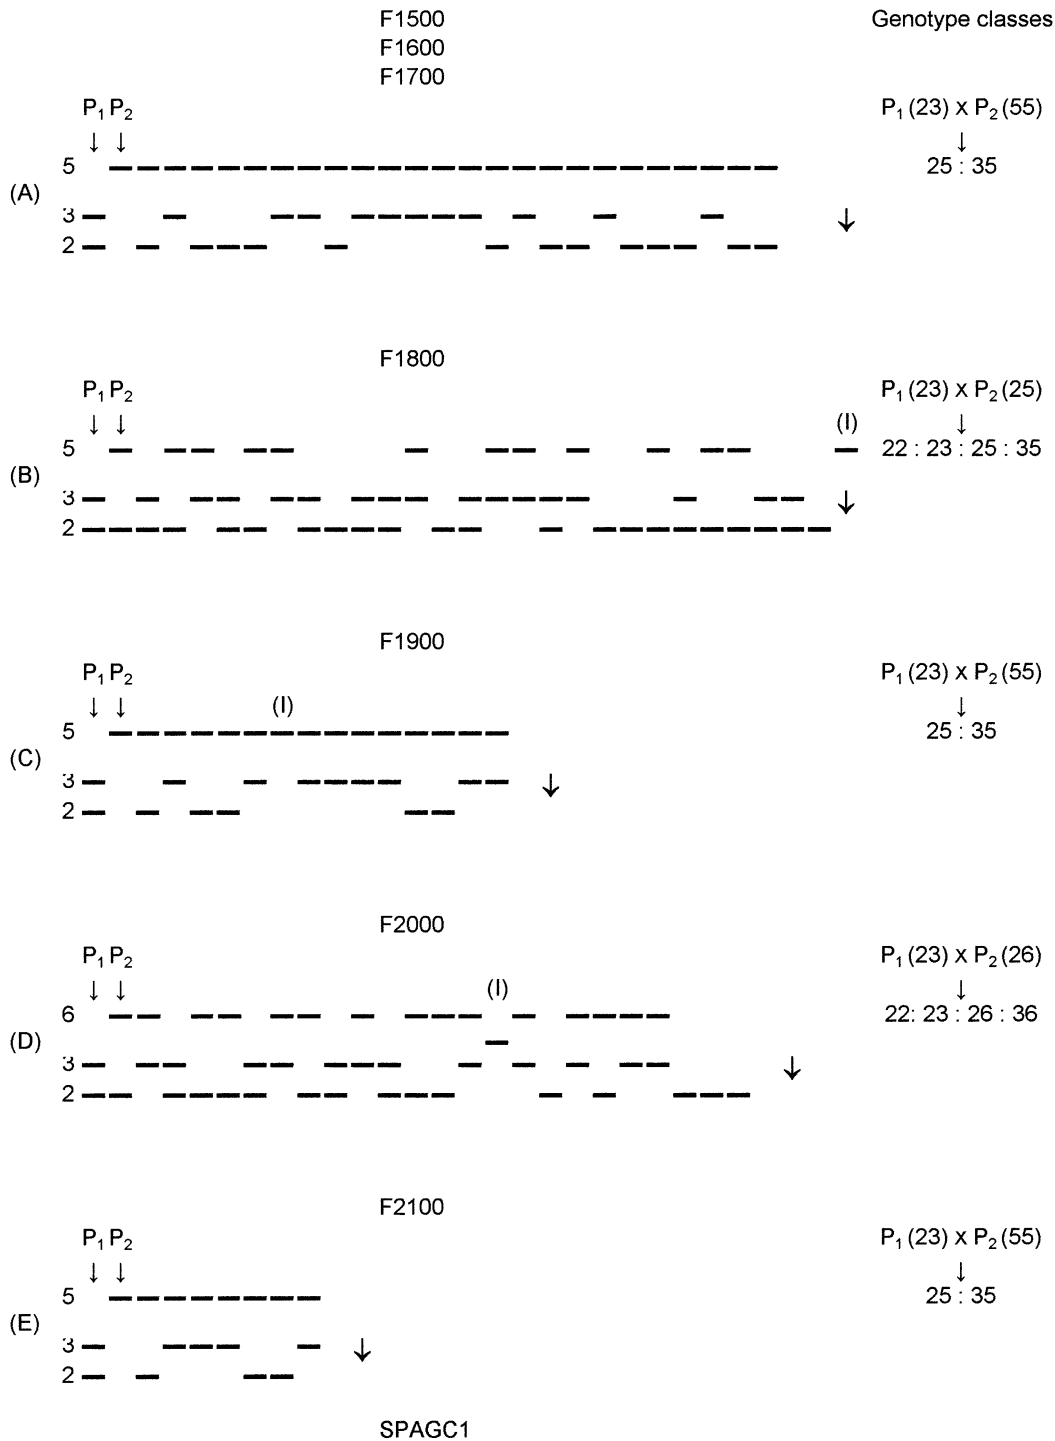 F1500 Genotype classes
F1600
F1700
P1 P2 P1 (23) x P2 (55)
↓ ↓ ↓
5 25 : 35
(A)
3 ↓
2
F1800
P1 P2 P1 (23) x P2 (25)
↓ ↓ (I) ↓
5 22 : 23 : 25 : 35
(B)
3 ↓
2
F1900
P1 P2 P1 (23) x P2 (55)
↓ ↓ (I) ↓
5 25 : 35
(C)
3 ↓
2
F2000
P1 P2 P1 (23) x P2 (26)
↓ ↓ (I) ↓
6 22: 23 : 26 : 36
(D)
3 ↓
2
F2100
P1 P2 P1 (23) x P2 (55)
↓ ↓ ↓
5 25 : 35
(E)
3 ↓
2
SPAGC1